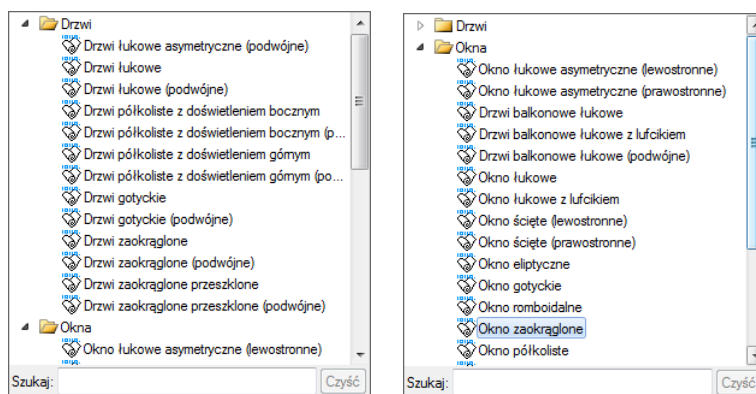 Drzwi
Drzwi łukowe asymetryczne (podwójne)
Drzwi łukowe
Drzwi łukowe (podwójne)
Drzwi półkoliste z doświetleniem bocznym
Drzwi półkoliste z doświetleniem bocznym (p...
Drzwi półkoliste z doświetleniem górnym
Drzwi półkoliste z doświetleniem górnym (po...
Drzwi gotyckie
Drzwi gotyckie (podwójne)
Drzwi zaokrąglone
Drzwi zaokrąglone (podwójne)
Drzwi zaokrąglone przeszklone
Drzwi zaokrąglone przeszklone (podwójne)
Okna
Okno łukowe asymetryczne (lewostronne)
Szukaj:
Czyść
Drzwi
Okna
Okno łukowe asymetryczne (lewostronne)
Okno łukowe asymetryczne (prawostronne)
Drzwi balkonowe łukowe
Drzwi balkonowe łukowe z lufcikiem
Drzwi balkonowe łukowe (podwójne)
Okno łukowe
Okno łukowe z lufcikiem
Okno ścięte (lewostronne)
Okno ścięte (prawostronne)
Okno eliptyczne
Okno gotyckie
Okno romboidalne
Okno zaokrąglone
Okno półkoliste
Szukaj:
Czyść